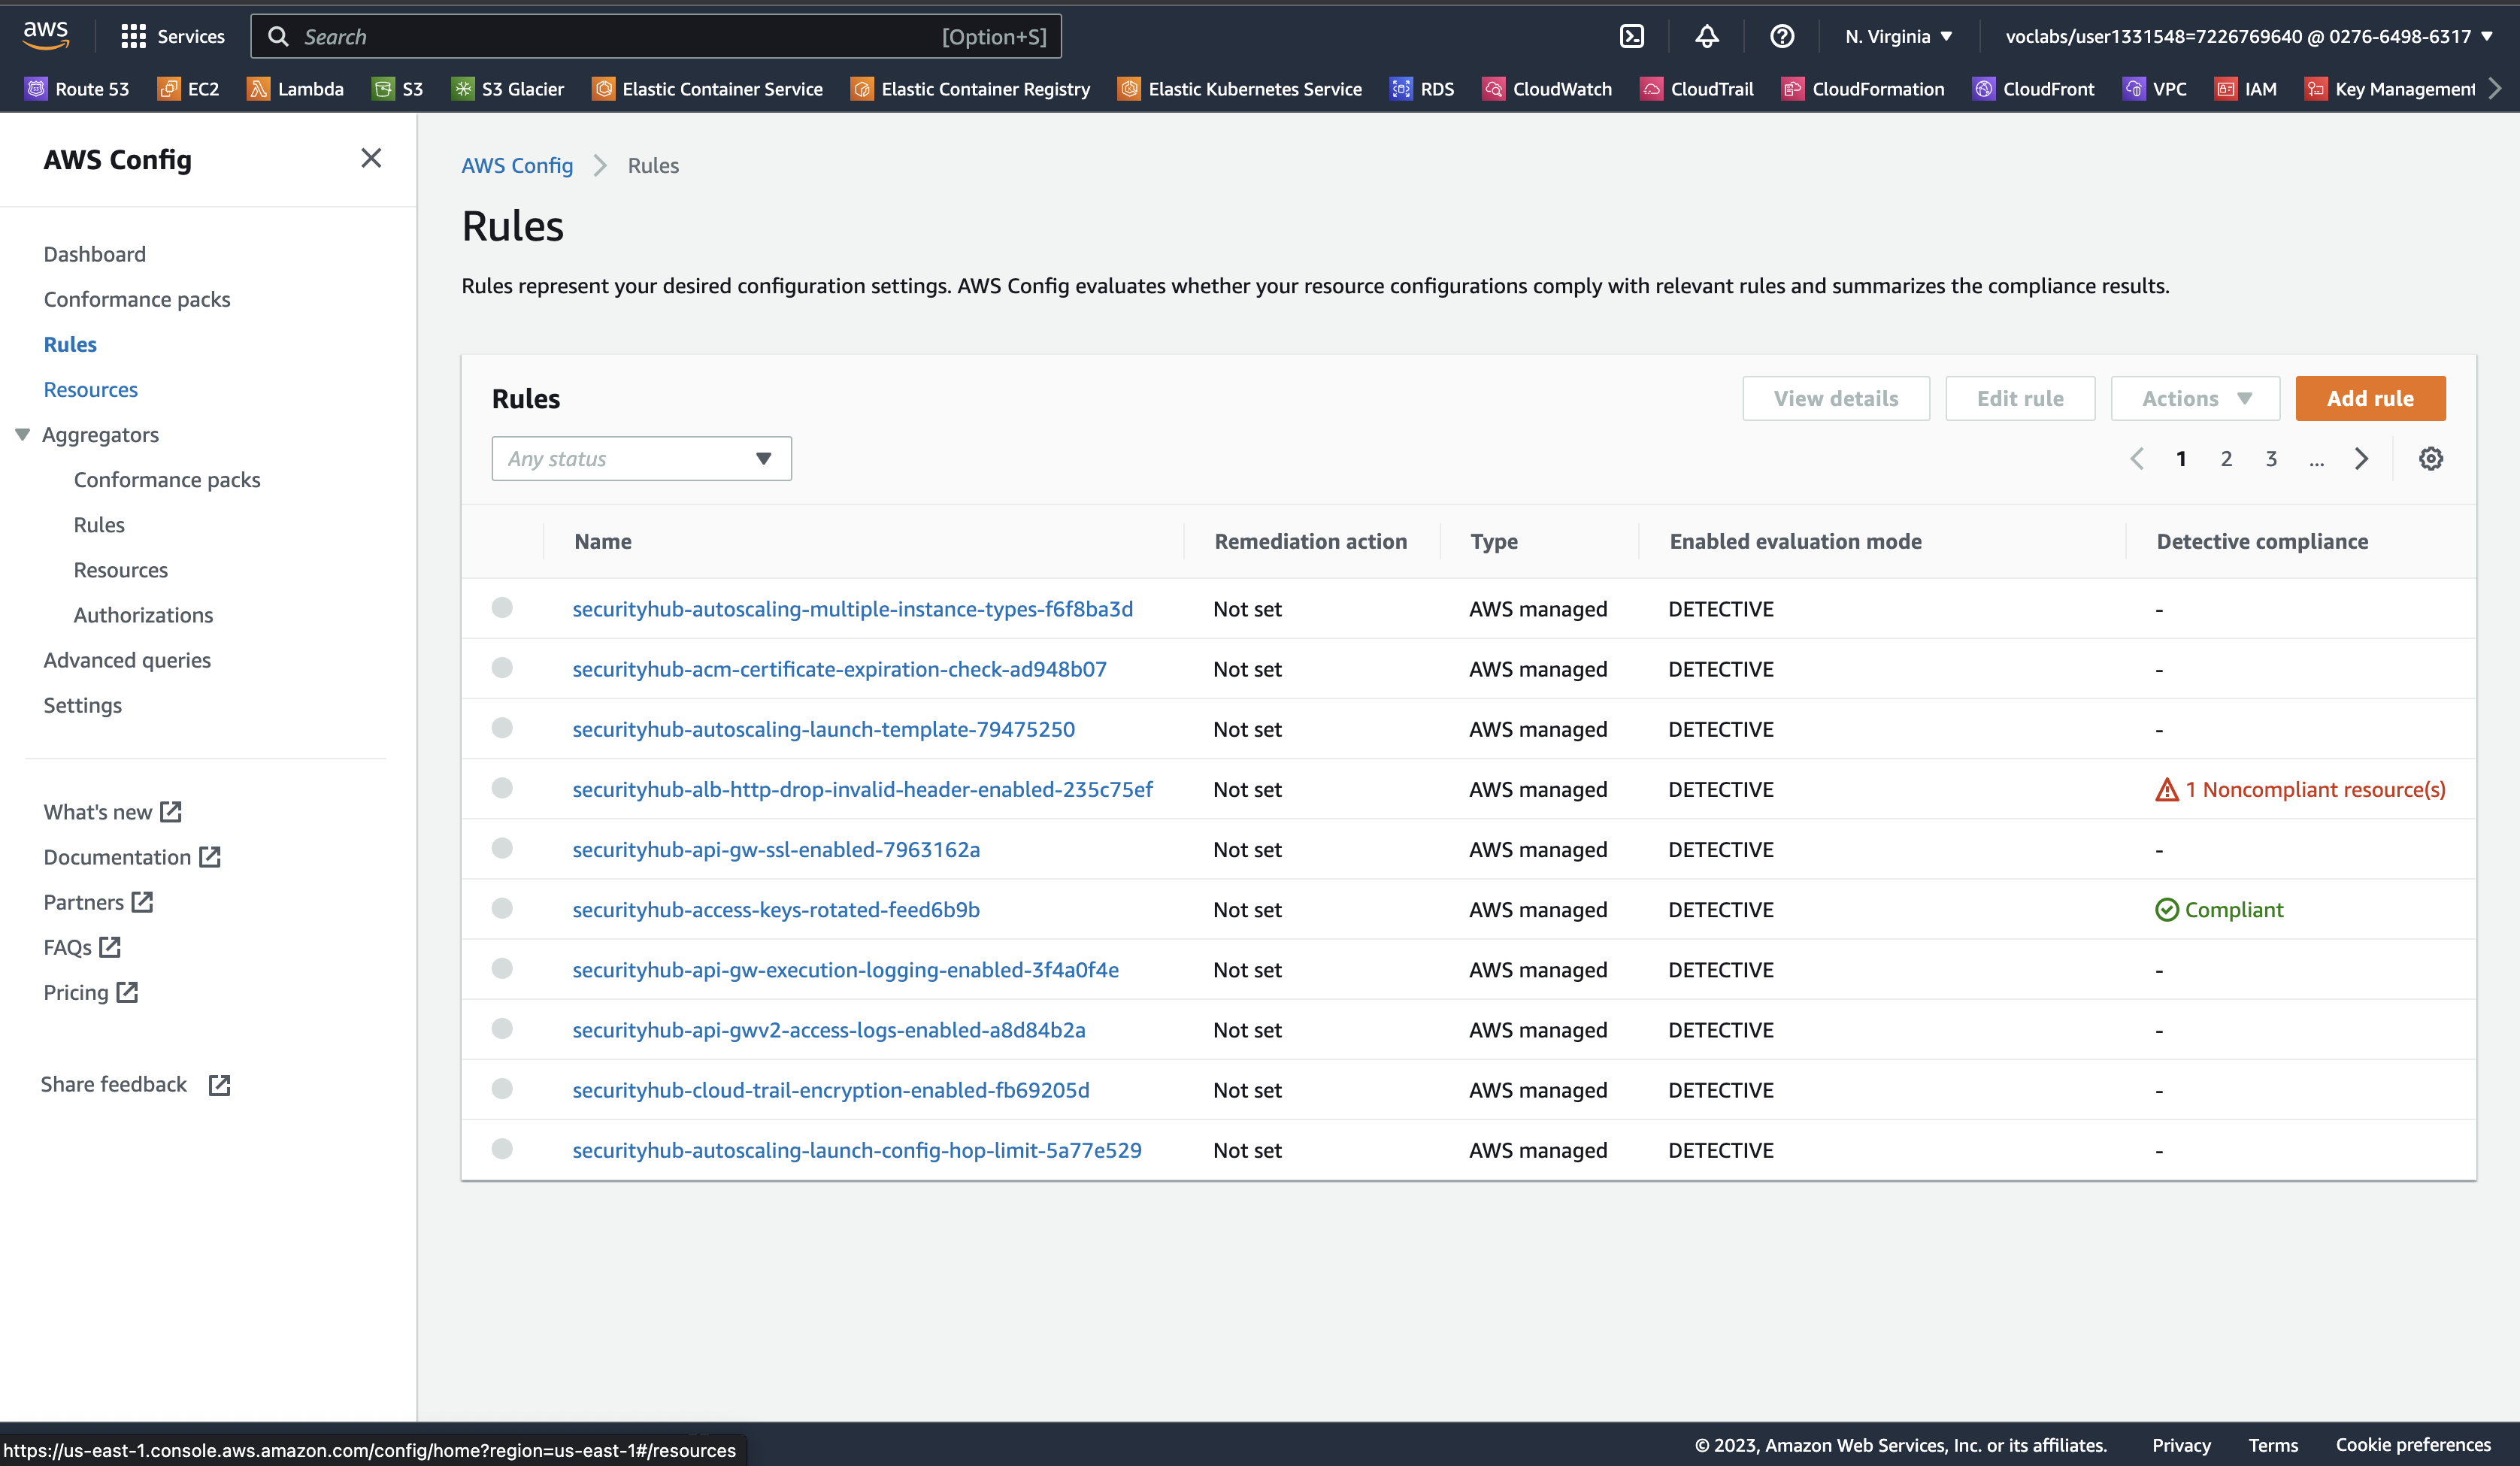 aws
Services
Search
[Option+S]
N. Virginia
voclabs/user1331548=7226769640 @ 0276-6498-6317
Route 53
EC2
Lambda
S3
S3 Glacier
Elastic Container Service
Elastic Container Registry
Elastic Kubernetes Service
RDS
CloudWatch
CloudTrail
CloudFormation
CloudFront
VPC
IAM
Key Management
AWS Config
Dashboard
Conformance packs
Rules
Resources
Aggregators
Conformance packs
Rules
Resources
Authorizations
Advanced queries
Settings
What's new
Documentation
Partners
FAQs
Pricing
Share feedback
AWS Config
Rules
Rules
Rules represent your desired configuration settings. AWS Config evaluates whether your resource configurations comply with relevant rules and summarizes the compliance results.
Rules
View details
Edit rule
Actions
Add rule
Any status
1 2 3 ...
Name Remediation action Type Enabled evaluation mode Detective compliance
securityhub-autoscaling-multiple-instance-types-f6f8ba3d Not set AWS managed DETECTIVE -
securityhub-acm-certificate-expiration-check-ad948b07 Not set AWS managed DETECTIVE -
securityhub-autoscaling-launch-template-79475250 Not set AWS managed DETECTIVE -
securityhub-alb-http-drop-invalid-header-enabled-235c75ef Not set AWS managed DETECTIVE 1 Noncompliant resource(s)
securityhub-api-gw-ssl-enabled-7963162a Not set AWS managed DETECTIVE -
securityhub-access-keys-rotated-feed6b9b Not set AWS managed DETECTIVE Compliant
securityhub-api-gw-execution-logging-enabled-3f4a0f4e Not set AWS managed DETECTIVE -
securityhub-api-gwv2-access-logs-enabled-a8d84b2a Not set AWS managed DETECTIVE -
securityhub-cloud-trail-encryption-enabled-fb69205d Not set AWS managed DETECTIVE -
securityhub-autoscaling-launch-config-hop-limit-5a77e529 Not set AWS managed DETECTIVE -
https://us-east-1.console.aws.amazon.com/config/home?region=us-east-1#/resources
© 2023, Amazon Web Services, Inc. or its affiliates.
Privacy
Terms
Cookie preferences